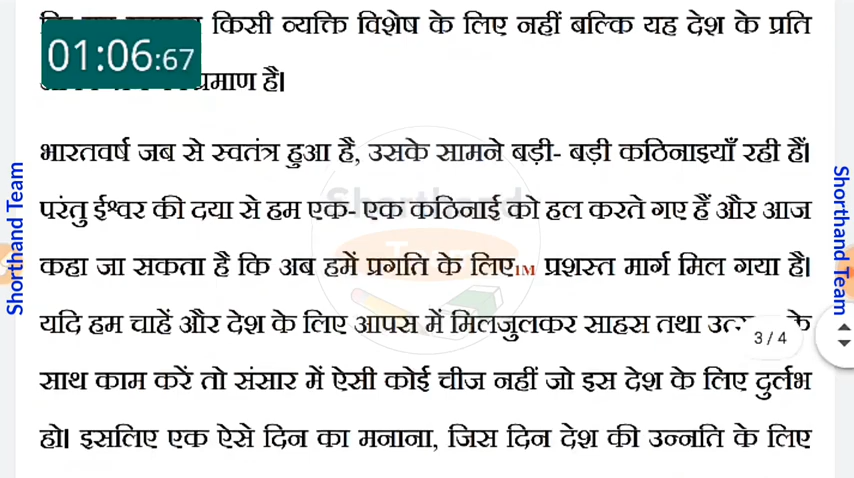 किसी व्यक्ति विशेष के लिए नहीं बल्कि यह देश के प्रति
01:06:67
है।
भारतवर्ष जब से स्वतंत्र हुआ है, उसके सामने बड़ी- बड़ी कठिनाइयाँ रही हैं।
परंतु ईश्वर की दया से हम एक- एक कठिनाई को हल करते गए हैं और आज
कहा जा सकता है कि अब हमें प्रगति के लिए1M प्रशस्त मार्ग मिल गया है।
यदि हम चाहें और देश के लिए आपस में मिलजुलकर साहस तथा के
3 / 4
साथ काम करें तो संसार में ऐसी कोई चीज नहीं जो इस देश के लिए दुर्लभ
हो। इसलिए एक ऐसे दिन का मनाना, जिस दिन देश की उन्नति के लिए
Shorthand Team
Shorthand Team
Shorthand
Team